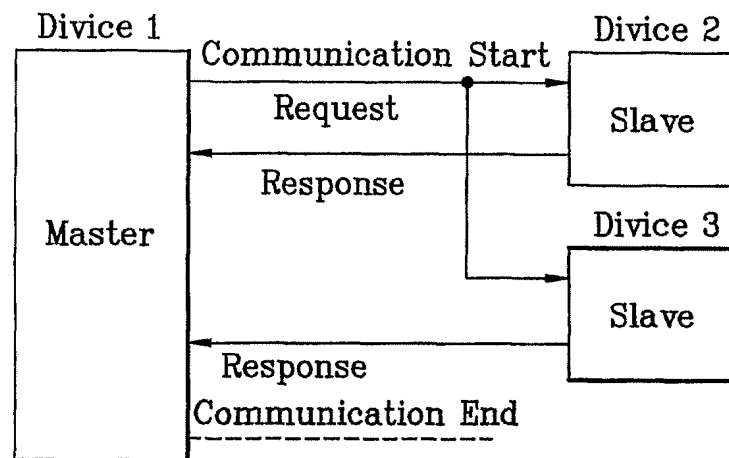 Divice 1
Communication Start
Divice 2
Request
Slave
Response
Master
Divice 3
Slave
Response
Communication End